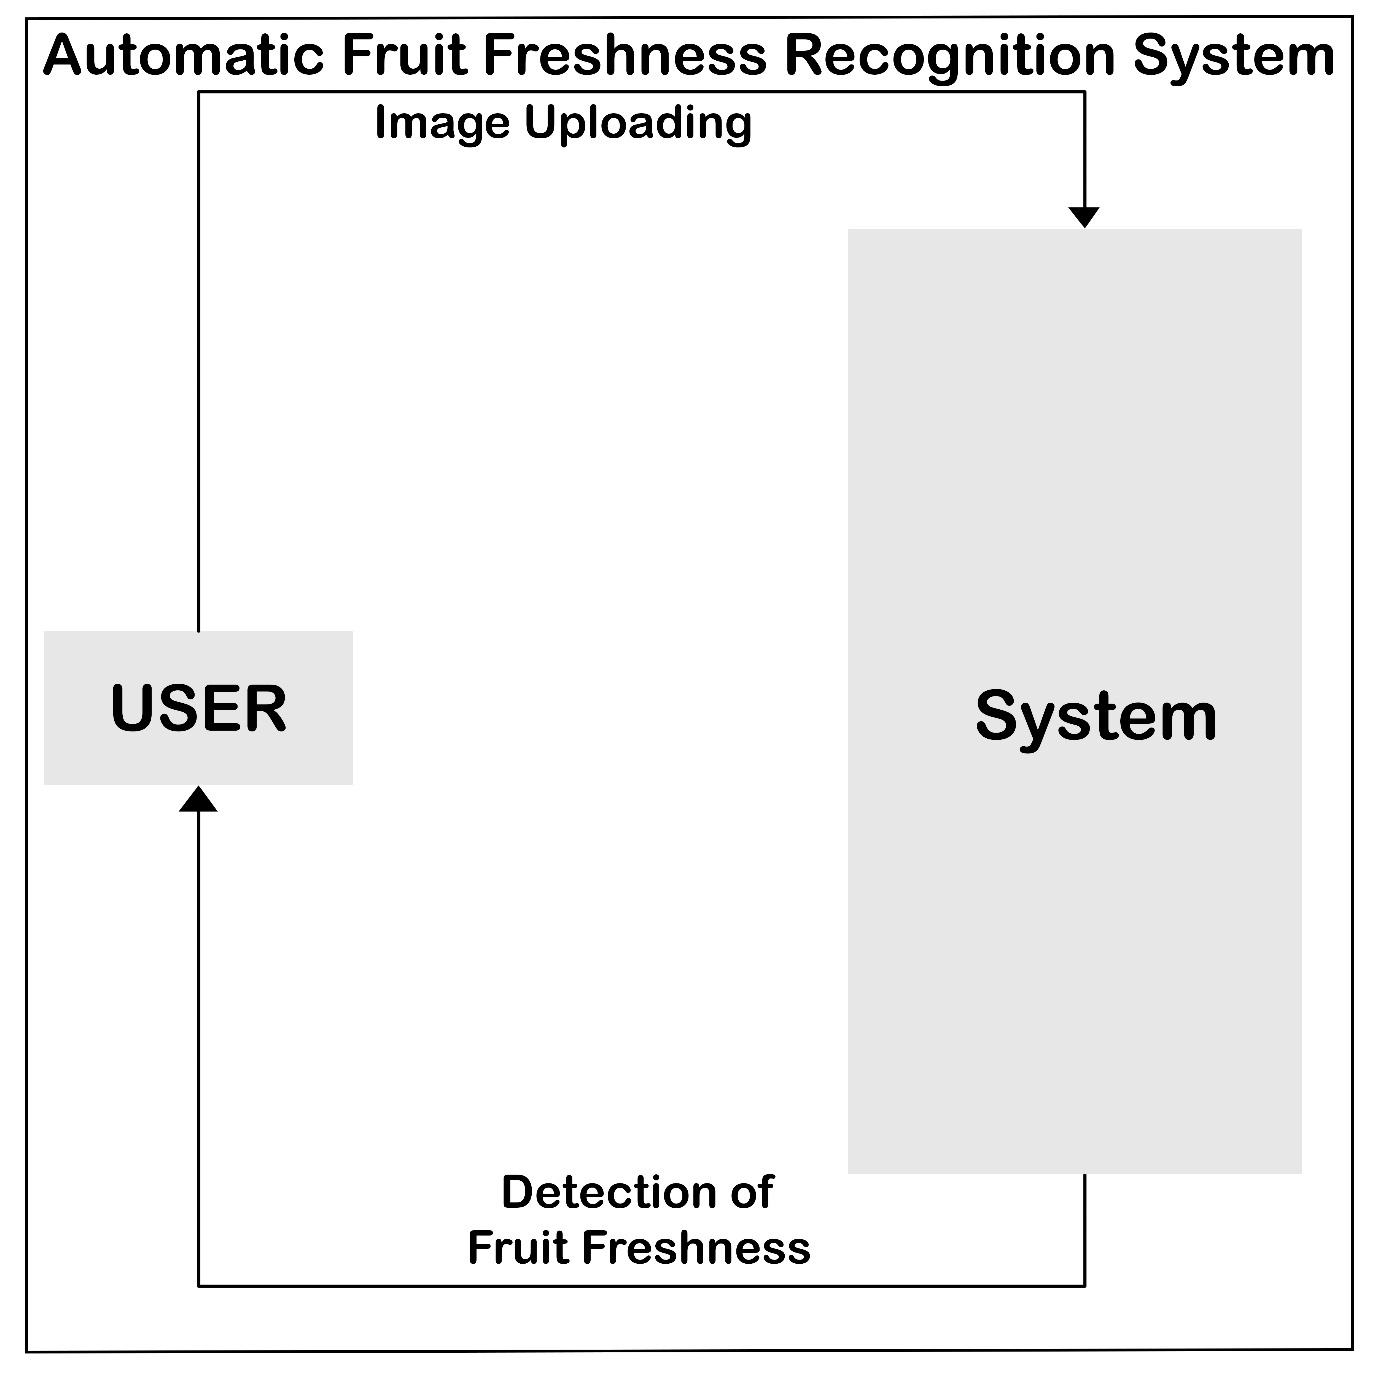 Automatic Fruit Freshness Recognition System
Image Uploading
USER
System
Detection of
Fruit Freshness